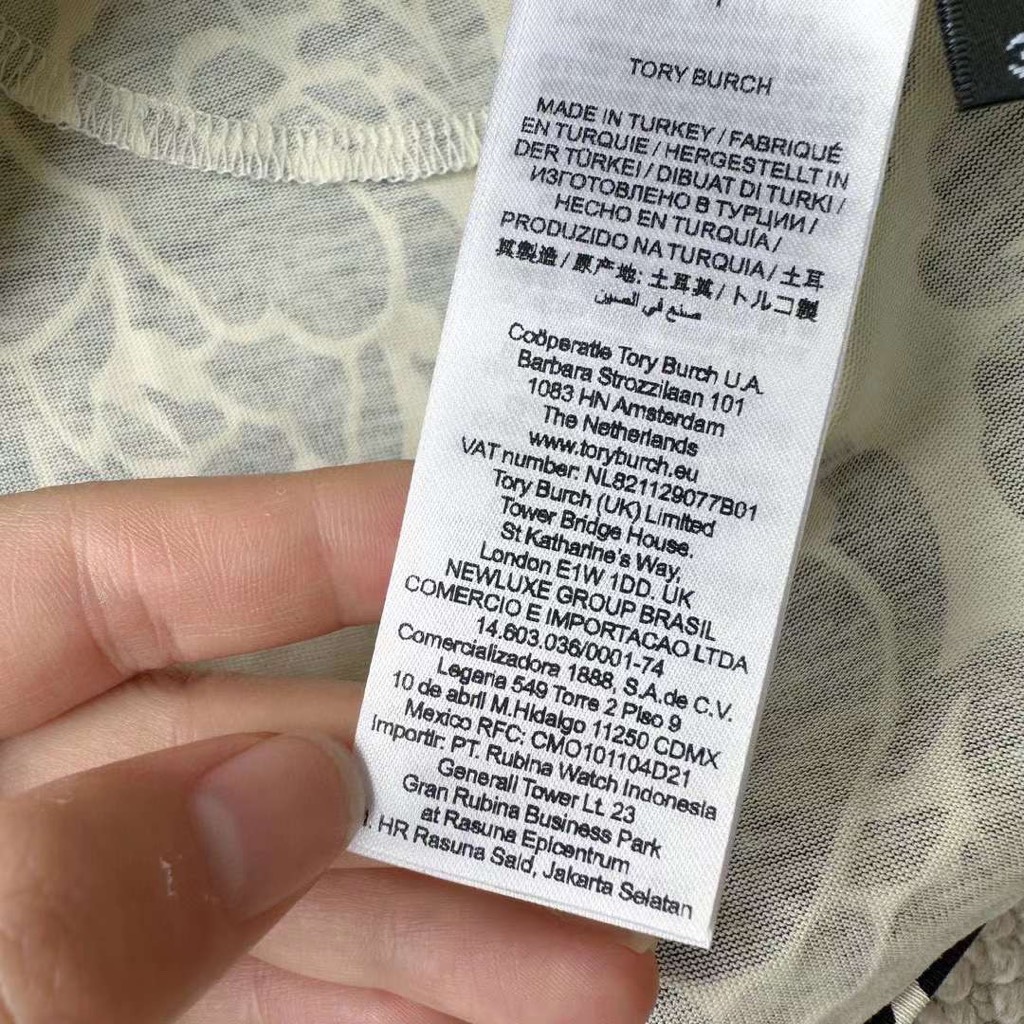 TORY BURCH
MADE IN TURKEY / FABRIQUÉ
EN TURQUIE / HERGESTELLT IN
DER TÜRKEI / DIBUAT DI TURKI /
ИЗГОТОВЛЕНО В ТУРЦИИ /
HECHO EN TURQUÍA /
PRODUZIDO NA TURQUIA / 土耳
其製造 / 原产地: 土耳其 / トルコ製
صنع في الصين
Coöperatie Tory Burch U.A.
Barbara Strozzilaan 101
1083 HN Amsterdam
The Netherlands
www.toryburch.eu
VAT number: NL821129077B01
Tory Burch (UK) Limited
Tower Bridge House.
St Katharine's Way,
London E1W 1DD. UK
NEWLUXE GROUP BRASIL
COMERCIO E IMPORTACAO LTDA
14.603.036/0001-74
Comercializadora 1888, S.A.de C.V.
Legaria 549 Torre 2 Piso 9
10 de abril M.Hidalgo 11250 CDMX
Mexico RFC: CMO101104D21
Importir: PT. Rubina Watch Indonesia
Generali Tower Lt. 23
Gran Rubina Business Park
at Rasuna Epicentrum
l. HR Rasuna Said, Jakarta Selatan